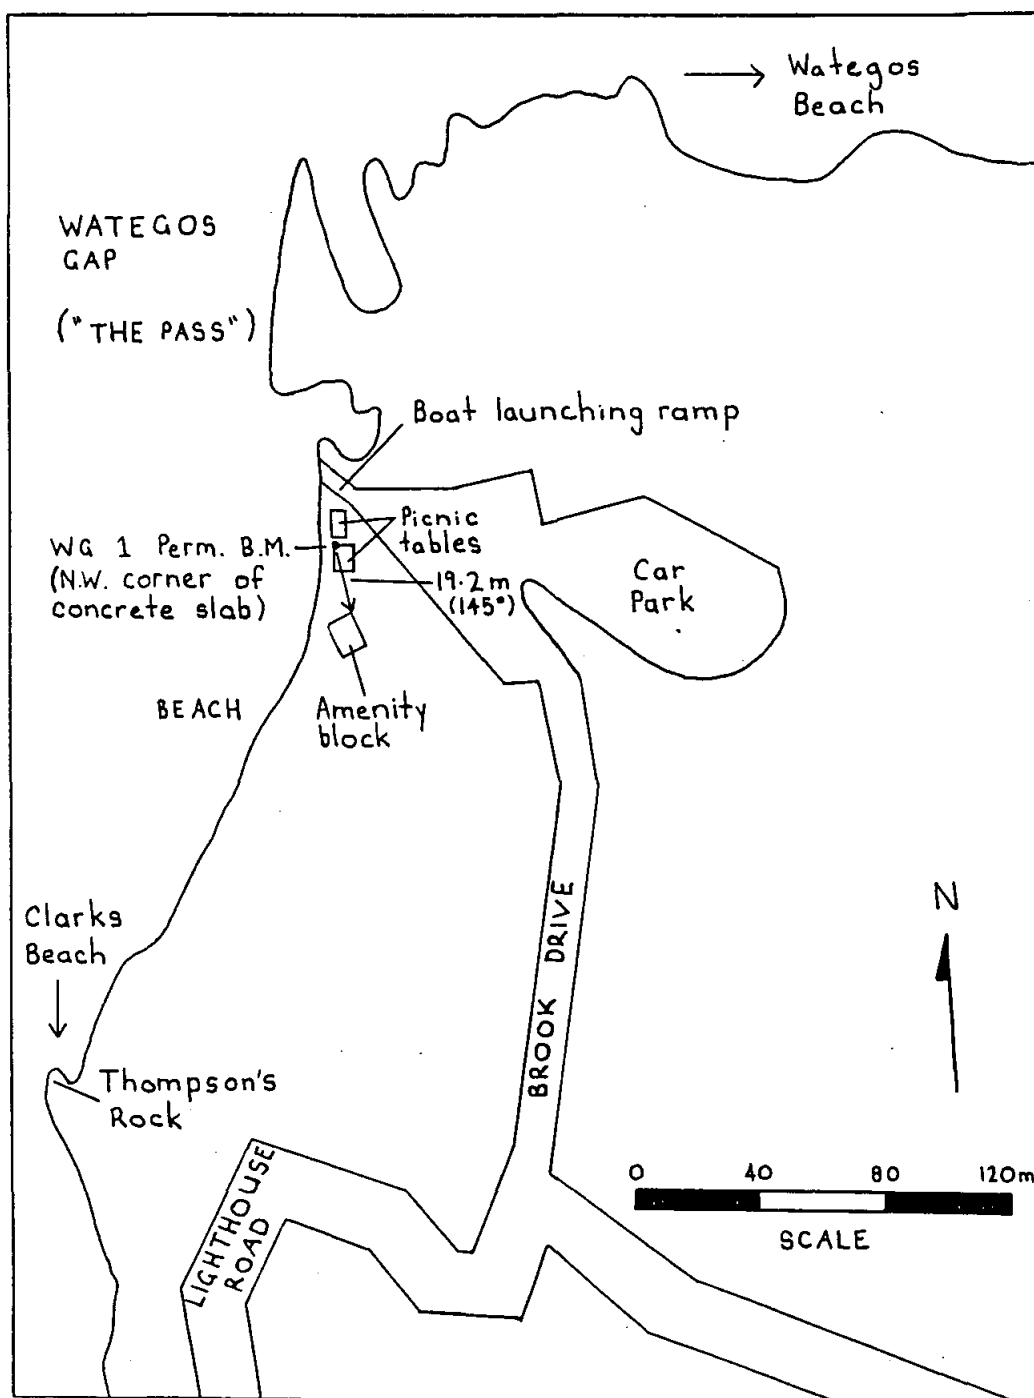 Wategos
Beach
WATEGOS
GAP
("THE PASS")
Boat launching ramp
Picnic
tables
WG 1 Perm. B.M.
(N.W. corner of
concrete slab)
19.2m
(145°)
Car
Park
BEACH
Amenity
block
Clarks
Beach
N
BROOK DRIVE
Thompson's
Rock
LIGHTHOUSE
ROAD
0 40 80 120m
SCALE